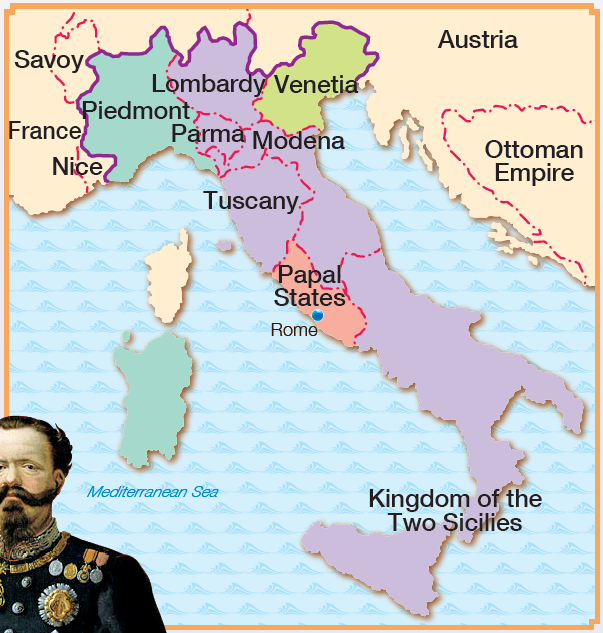 Austria
Savoy
Lombardy
Venetia
Piedmont
France
Parma
Modena
Ottoman
Empire
Nice
Tuscany
Papal
States
Rome
Mediterranean Sea
Kingdom of the
Two Sicilies